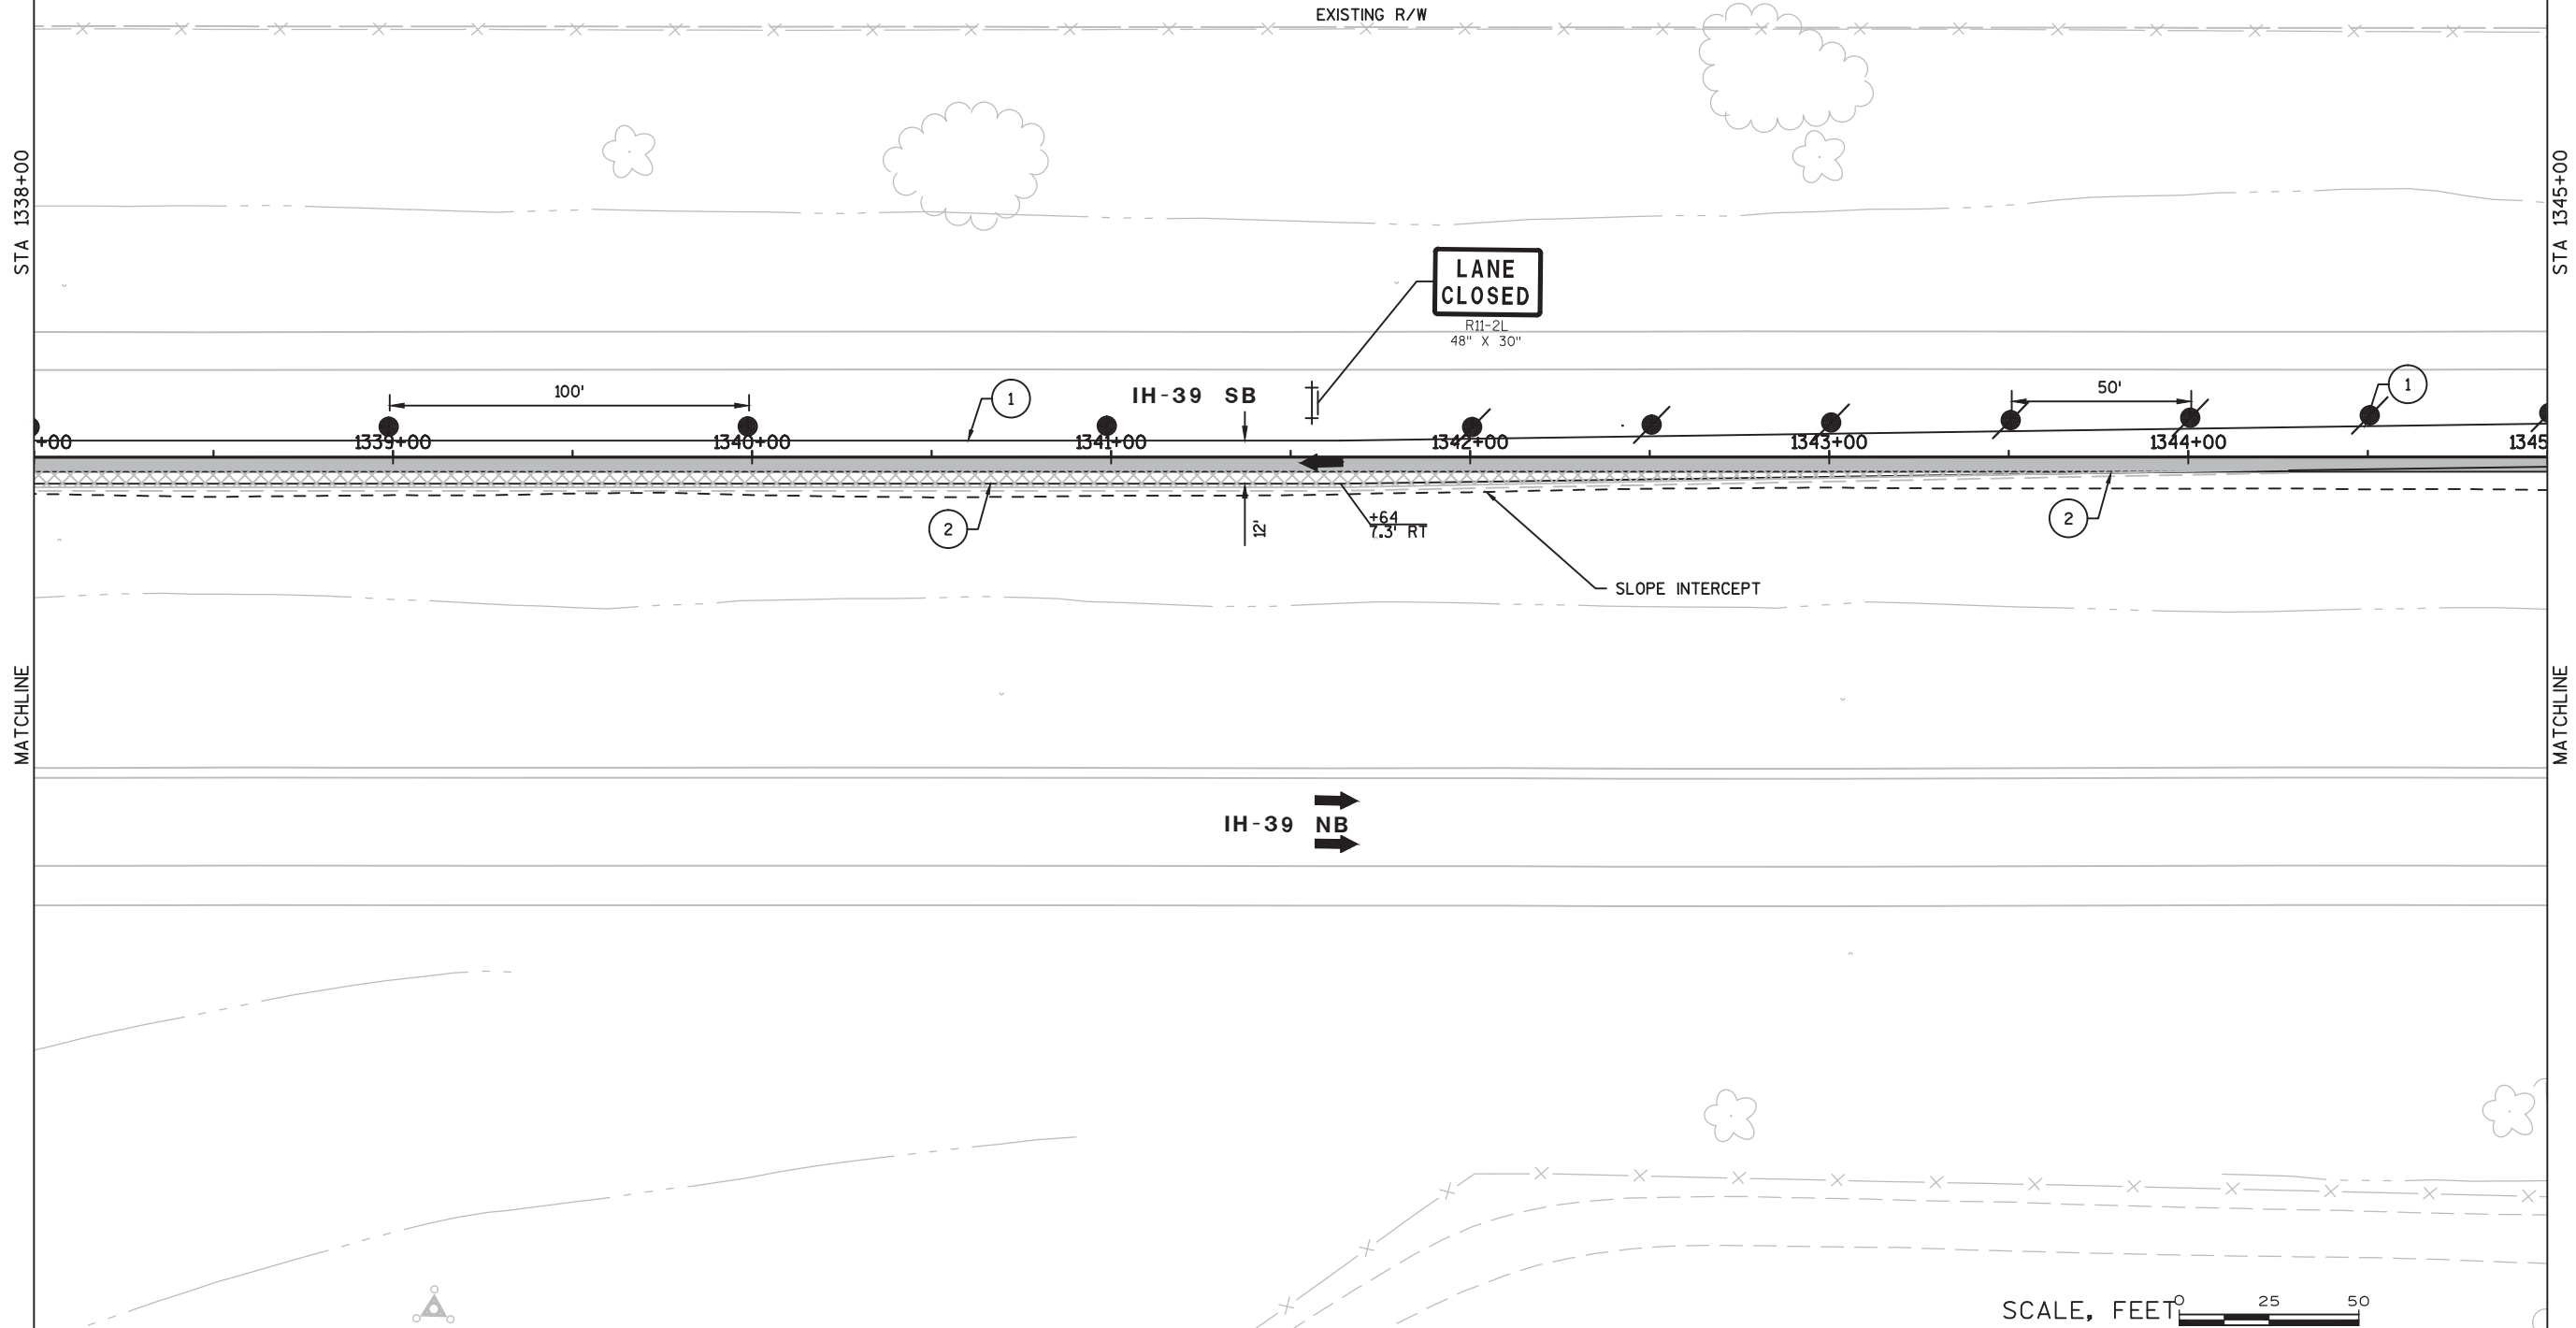 EXISTING R/W
STA 1338+00
STA 1345+00
LANE
CLOSED
R11-2L
48" X 30"
100'
1
IH-39 SB
50'
1
+00
1339+00
1340+00
1341+00
1342+00
1343+00
1344+00
1345
2
12'
+64
7.3' RT
2
SLOPE INTERCEPT
MATCHLINE
MATCHLINE
IH-39 NB
SCALE, FEET
0 25 50